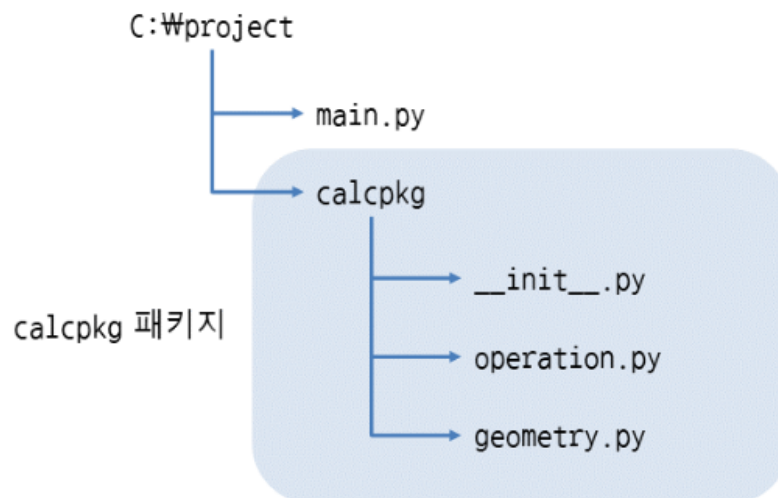 C:₩project
main.py
calcpkg
__init__.py
calcpkg 패키지
operation.py
geometry.py